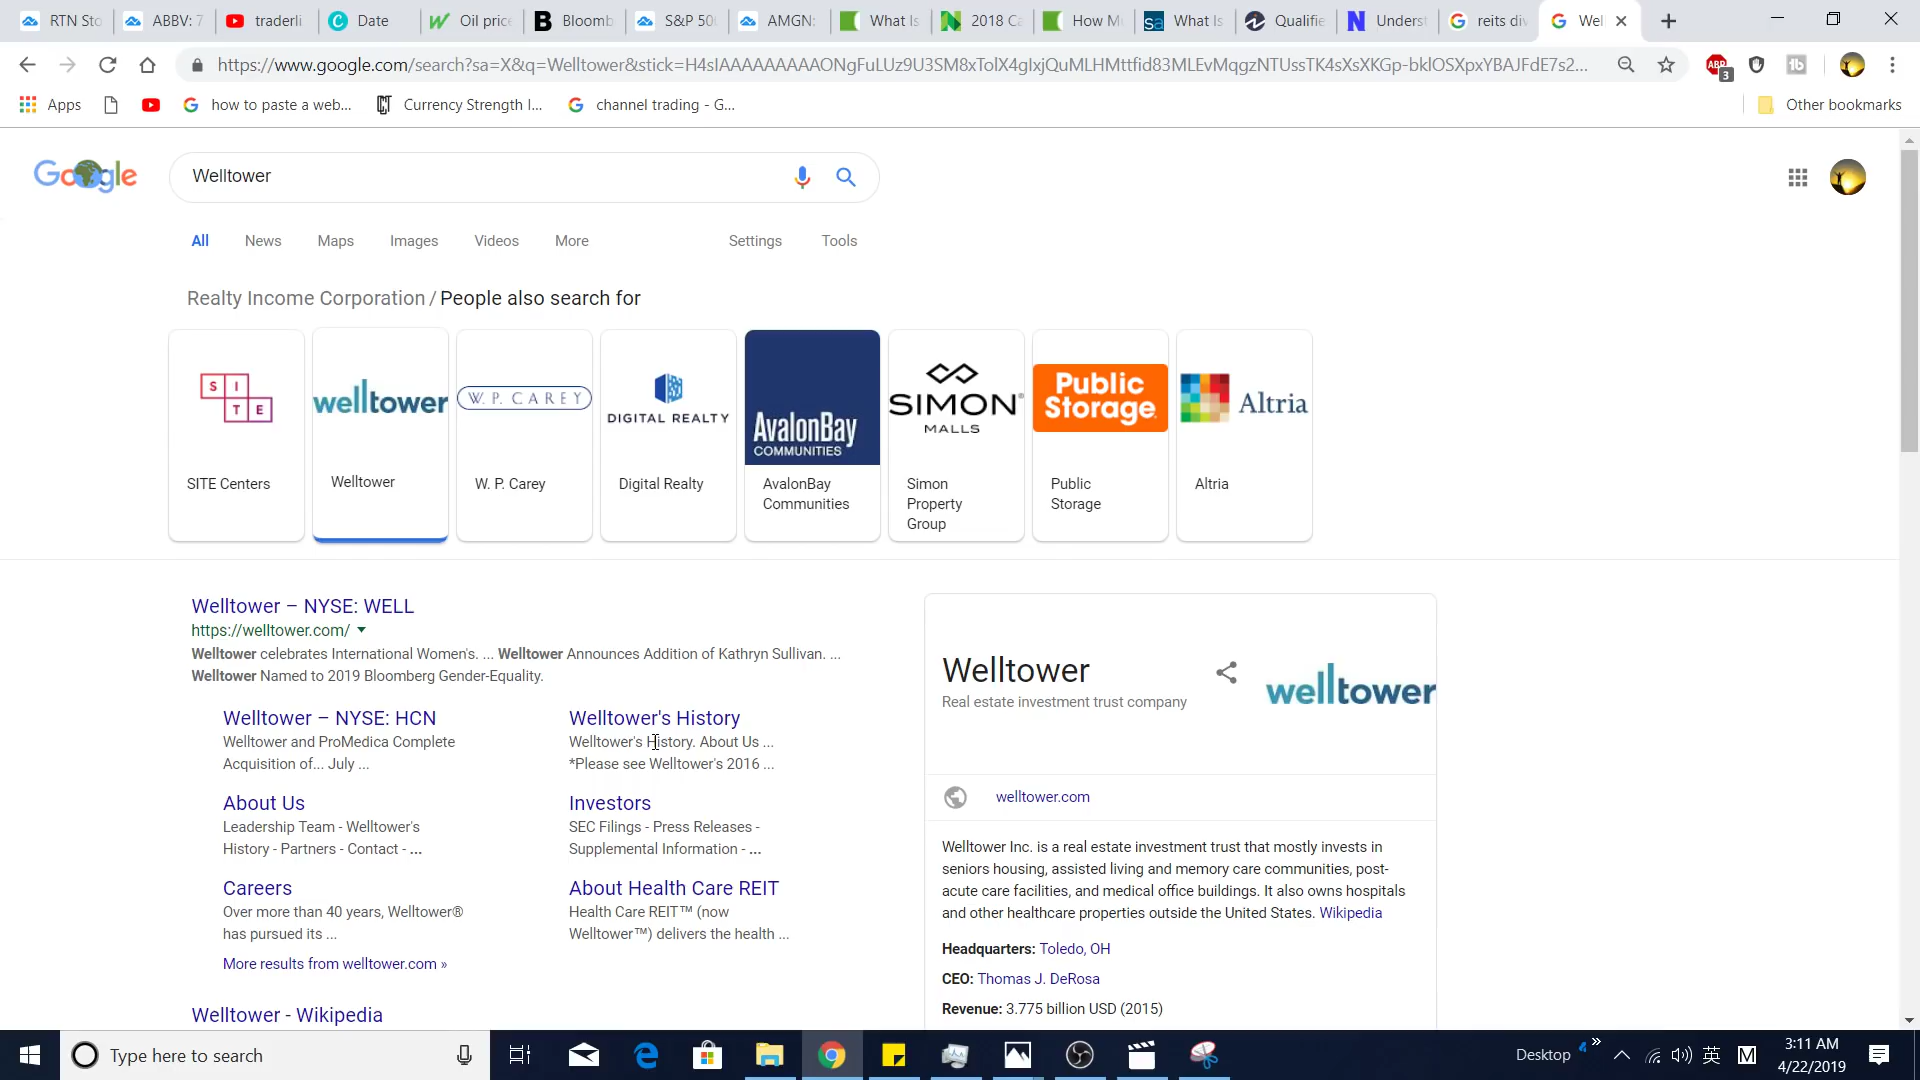 RTN Sto
ABBV: 7
traderli
Date
Oil price
Bloomb
S&P 50
AMGN:
What Is
2018 Ca
How M
What Is
Qualifie
Underst
reits div
Wel
https://www.google.com/search?sa=X&q=Welltower&stick=
ABP
3
Apps
how to paste a web...
Currency Strength I...
channel trading - G...
Other bookmarks
Google
Welltower
All
News
Maps
Images
Videos
More
Settings
Tools
Realty Income Corporation / People also search for
SITE
welltower
W. P. CAREY
DIGITAL REALTY
AvalonBay
COMMUNITIES
SIMON
MALLS
Public
Storage
Altria
SITE Centers
Welltower
W. P. Carey
Digital Realty
AvalonBay
Communities
Simon
Property
Group
Public
Storage
Altria
Welltower – NYSE: WELL
https://welltower.com/
Welltower celebrates International Women's. ... Welltower Announces Addition of Kathryn Sullivan. ...
Welltower Named to 2019 Bloomberg Gender-Equality.
Welltower – NYSE: HCN
Welltower and ProMedica Complete
Acquisition of... July ...
Welltower's History
Welltower's History. About Us ...
*Please see Welltower's 2016 ...
About Us
Leadership Team - Welltower's
History - Partners - Contact - ...
Investors
SEC Filings - Press Releases -
Supplemental Information - ...
Careers
Over more than 40 years, Welltower®
has pursued its ...
About Health Care REIT
Health Care REIT™ (now
Welltower™) delivers the health ...
More results from welltower.com »
Welltower - Wikipedia
Welltower
Real estate investment trust company
welltower
welltower.com
Welltower Inc. is a real estate investment trust that mostly invests in
seniors housing, assisted living and memory care communities, post-
acute care facilities, and medical office buildings. It also owns hospitals
and other healthcare properties outside the United States. Wikipedia
Headquarters: Toledo, OH
CEO: Thomas J. DeRosa
Revenue: 3.775 billion USD (2015)
Type here to search
Desktop
英
M
3:11 AM
4/22/2019